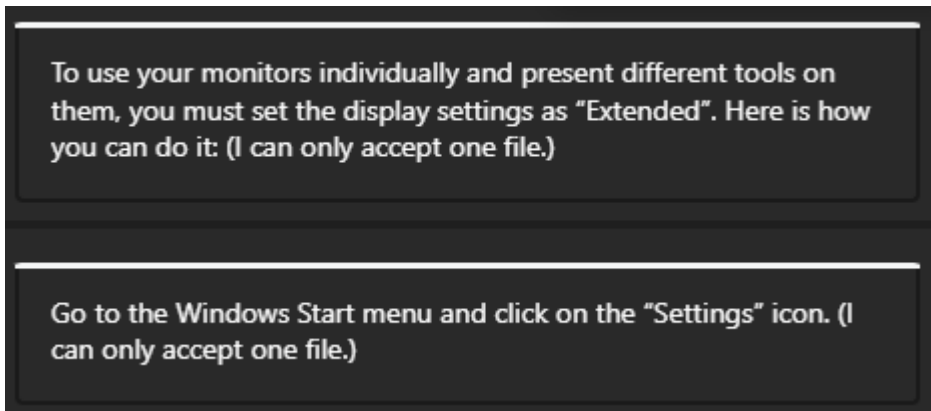 To use your monitors individually and present different tools on
them, you must set the display settings as “Extended”. Here is how
you can do it: (I can only accept one file.)
Go to the Windows Start menu and click on the “Settings” icon. (I
can only accept one file.)